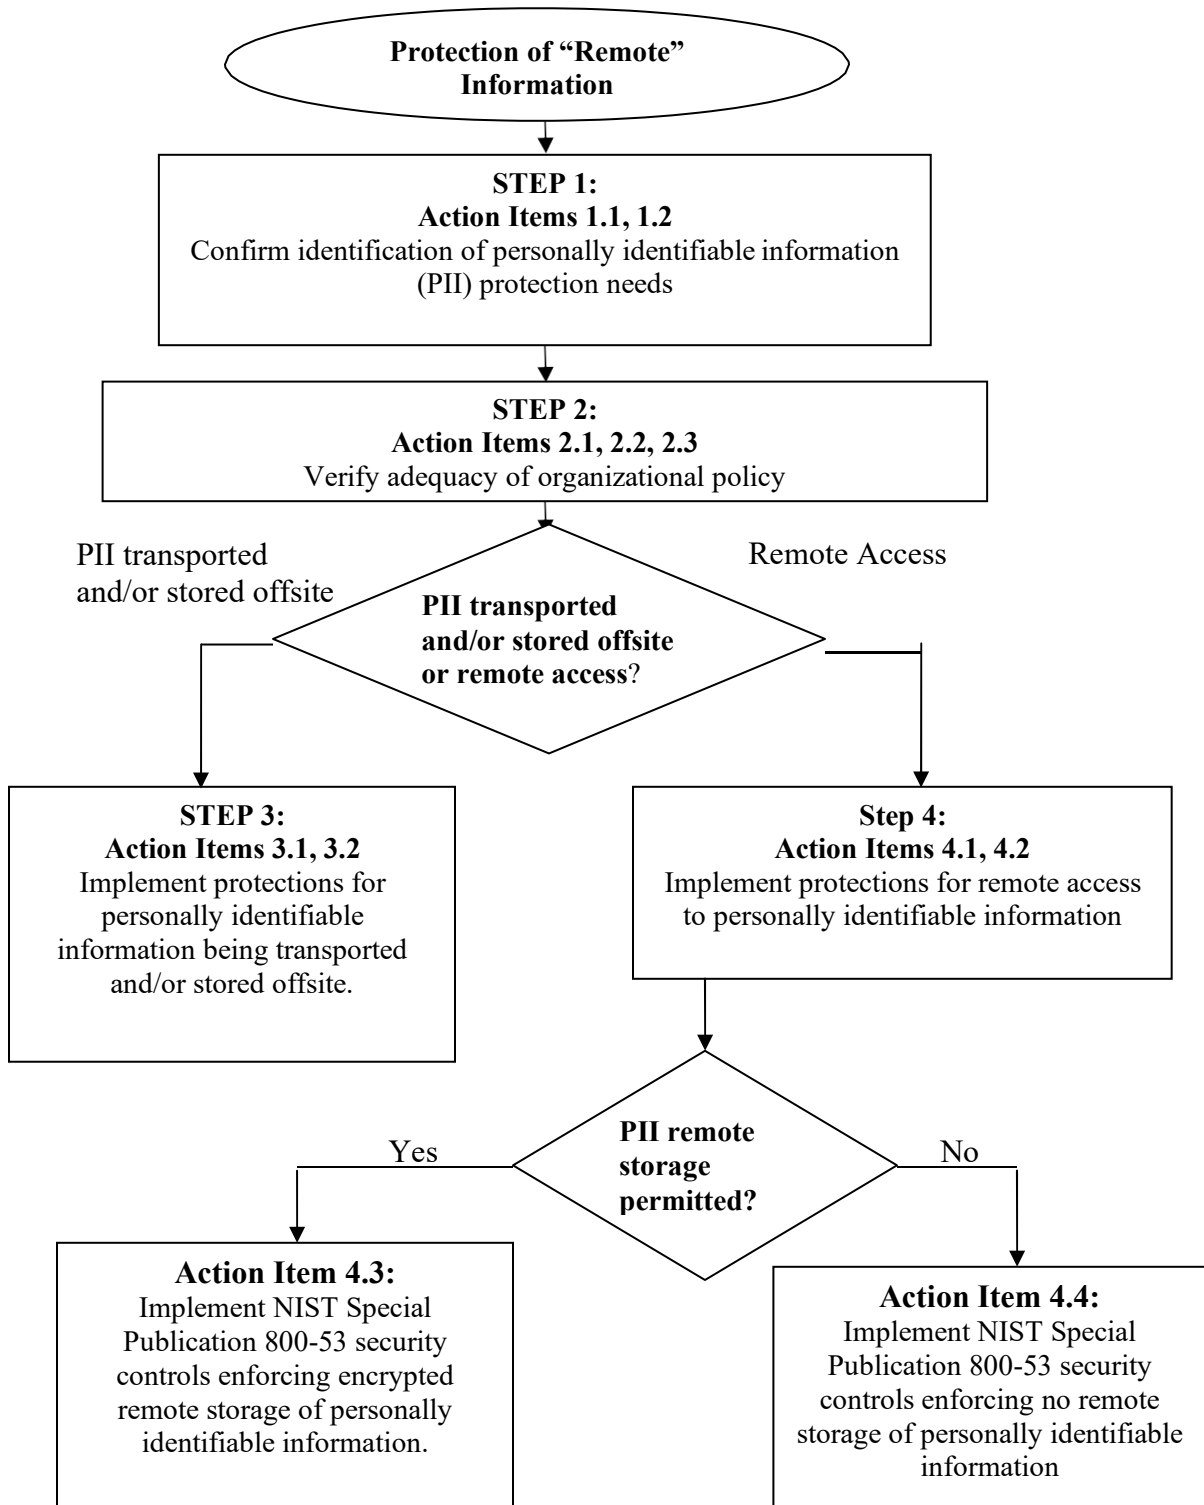 Protection of “Remote”
Information
STEP 1:
Action Items 1.1, 1.2
Confirm identification of personally identifiable information
(PII) protection needs
STEP 2:
Action Items 2.1, 2.2, 2.3
Verify adequacy of organizational policy
PII transported
and/or stored offsite
Remote Access
PII transported
and/or stored offsite
or remote access?
STEP 3:
Action Items 3.1, 3.2
Implement protections for
personally identifiable
information being transported
and/or stored offsite.
Step 4:
Action Items 4.1, 4.2
Implement protections for remote access
to personally identifiable information
PII remote
storage
permitted?
Yes
No
Action Item 4.3:
Implement NIST Special
Publication 800-53 security
controls enforcing encrypted
remote storage of personally
identifiable information.
Action Item 4.4:
Implement NIST Special
Publication 800-53 security
controls enforcing no remote
storage of personally identifiable
information